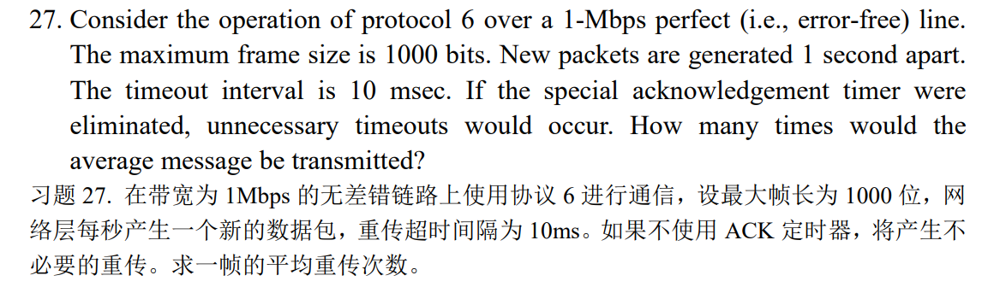 27. Consider the operation of protocol 6 over a 1-Mbps perfect (i.e., error-free) line.
The maximum frame size is 1000 bits. New packets are generated 1 second apart.
The timeout interval is 10 msec. If the special acknowledgement timer were
eliminated, unnecessary timeouts would occur. How many times would the
average message be transmitted?
习题 27. 在带宽为 1Mbps 的无差错链路上使用协议 6 进行通信，设最大帧长为 1000 位，网
络层每秒产生一个新的数据包，重传超时间隔为 10ms。如果不使用 ACK 定时器，将产生不
必要的重传。求一帧的平均重传次数。